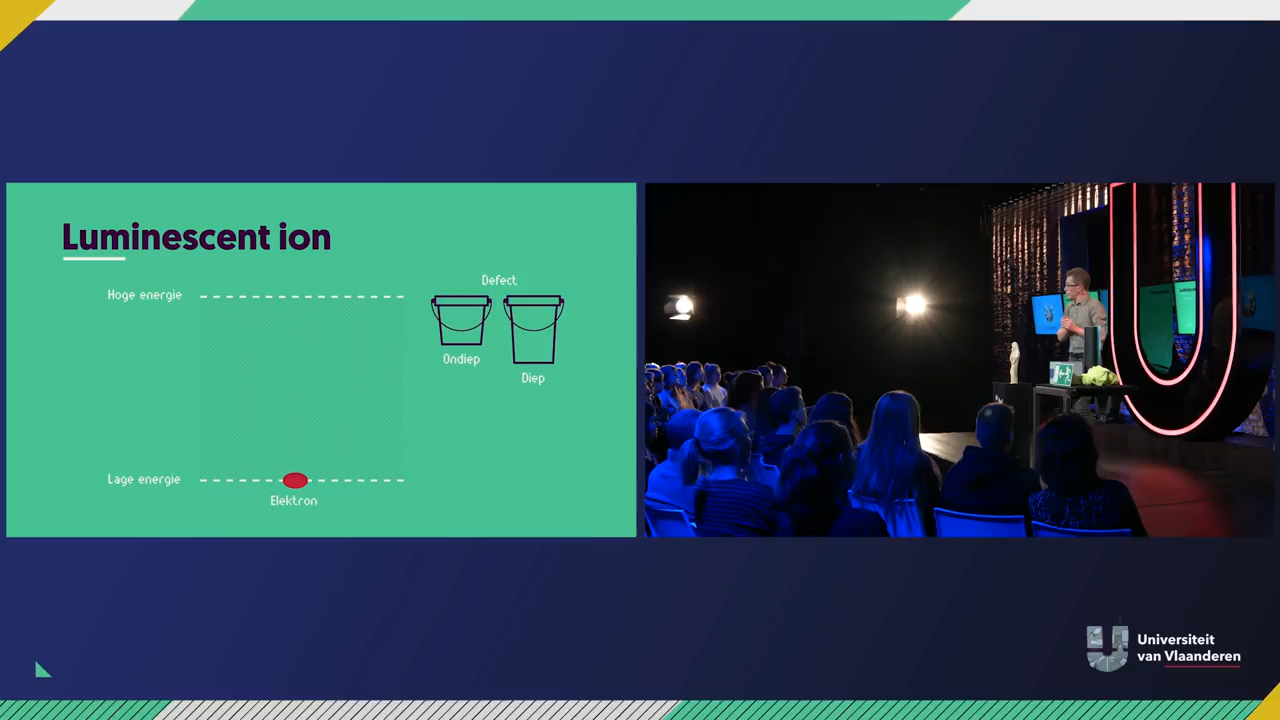 Luminescent ion
Defect
Hoge energie
Ondiep
Diep
Lage energie
Elektron
Universiteit
van Vlaanderen